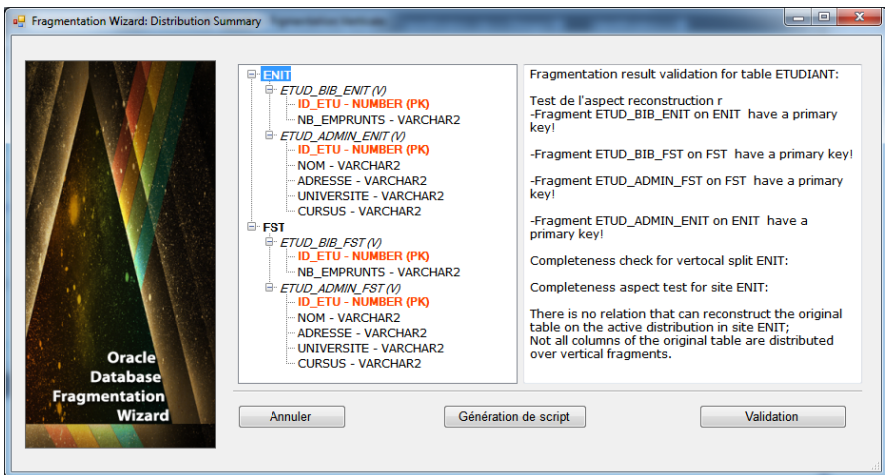 Fragmentation Wizard: Distribution Summary
ENIT
ETUD_BIB_ENIT (V)
ID_ETU - NUMBER (PK)
NB_EMPRUNTS - VARCHAR2
ETUD_ADMIN_ENIT (V)
ID_ETU - NUMBER (PK)
NOM - VARCHAR2
ADRESSE - VARCHAR2
UNIVERSITE - VARCHAR2
CURSUS - VARCHAR2
FST
ETUD_BIB_FST (V)
ID_ETU - NUMBER (PK)
NB_EMPRUNTS - VARCHAR2
ETUD_ADMIN_FST (V)
ID_ETU - NUMBER (PK)
NOM - VARCHAR2
ADRESSE - VARCHAR2
UNIVERSITE - VARCHAR2
CURSUS - VARCHAR2
Fragmentation result validation for table ETUDIANT:
Test de l'aspect reconstruction r
-Fragment ETUD_BIB_ENIT on ENIT have a primary
key!
-Fragment ETUD_BIB_FST on FST have a primary key!
-Fragment ETUD_ADMIN_FST on FST have a primary
key!
-Fragment ETUD_ADMIN_ENIT on ENIT have a
primary key!
Completeness check for vertocal split ENIT:
Completeness aspect test for site ENIT:
There is no relation that can reconstruct the original
table on the active distribution in site ENIT;
Not all columns of the original table are distributed
over vertical fragments.
Oracle
Database
Fragmentation
Wizard
Annuler
Génération de script
Validation